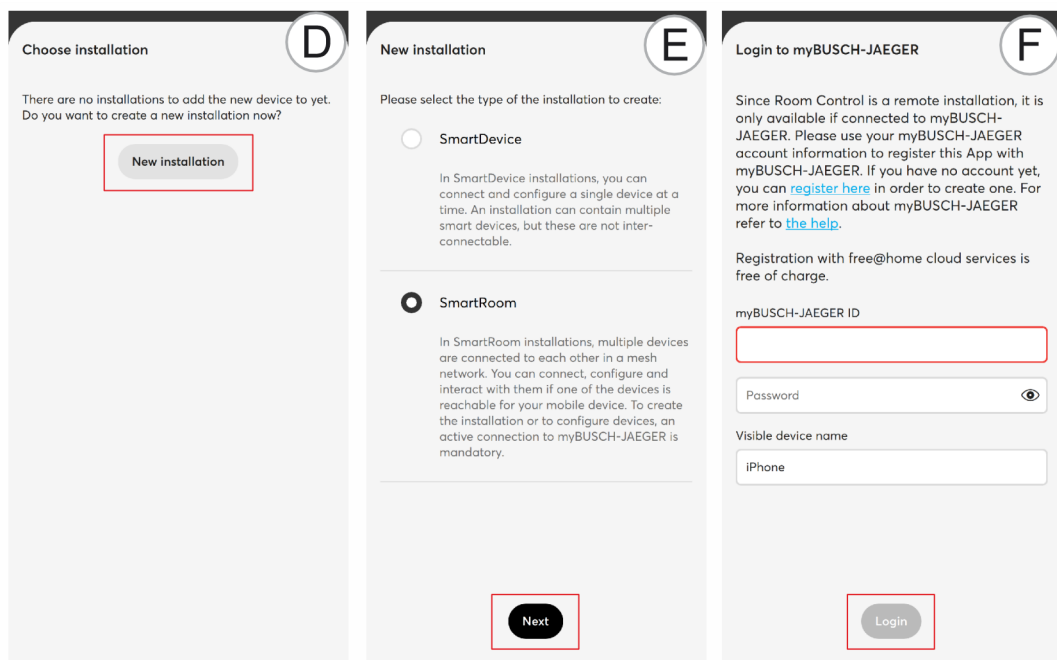 Choose installation
D
There are no installations to add the new device to yet.
Do you want to create a new installation now?
New installation
New installation
E
Please select the type of the installation to create:
SmartDevice
In SmartDevice installations, you can
connect and configure a single device at a
time. An installation can contain multiple
smart devices, but these are not inter-
connectable.
SmartRoom
In SmartRoom installations, multiple devices
are connected to each other in a mesh
network. You can connect, configure and
interact with them if one of the devices is
reachable for your mobile device. To create
the installation or to configure devices, an
active connection to myBUSCH-JAEGER is
mandatory.
Next
Login to myBUSCH-JAEGER
F
Since Room Control is a remote installation, it is
only available if connected to myBUSCH-
JAEGER. Please use your myBUSCH-JAEGER
account information to register this App with
myBUSCH-JAEGER. If you have no account yet,
you can register here in order to create one. For
more information about myBUSCH-JAEGER
refer to the help.
Registration with free@home cloud services is
free of charge.
myBUSCH-JAEGER ID
Password
Visible device name
iPhone
Login